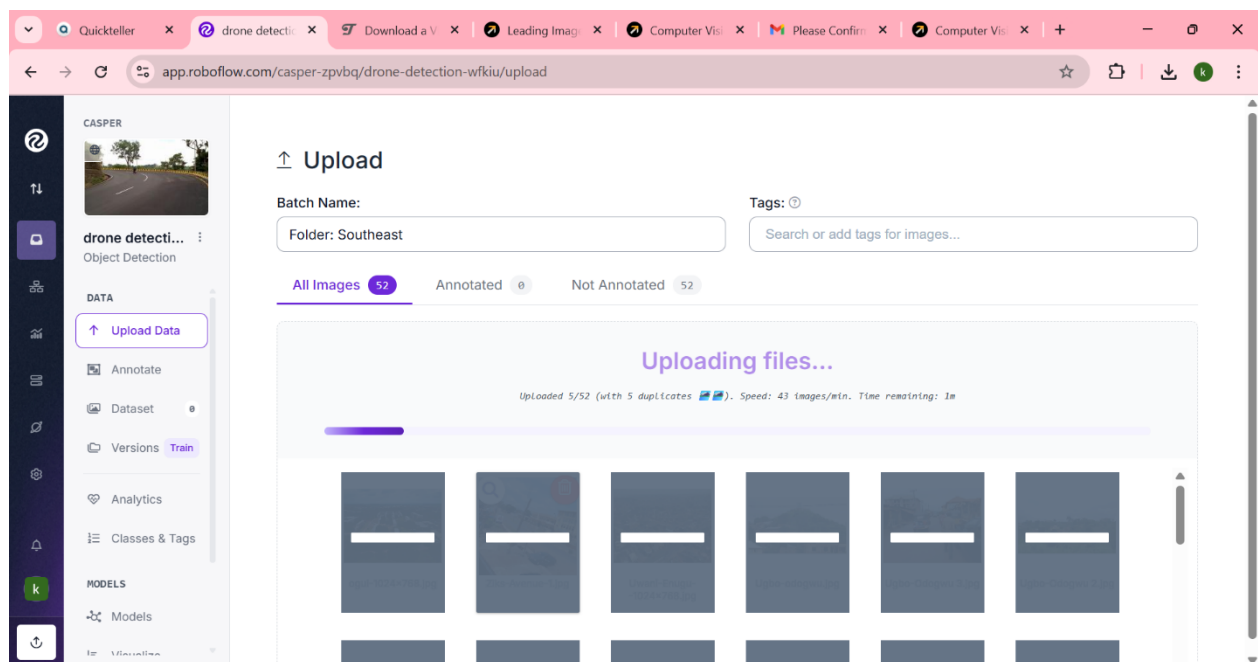 Quickteller
drone detectic
Download a V
Leading Imag
Computer Visi
Please Confirm
Computer Vis
app.roboflow.com/casper-zpvbq/drone-detection-wfkiu/upload
k
CASPER
drone detecti...
Object Detection
DATA
Upload Data
Annotate
Dataset 0
Versions Train
Analytics
Classes & Tags
MODELS
Models
Visualize
k
Upload
Batch Name:
Tags:
Folder: Southeast
Search or add tags for images...
All Images 52
Annotated 0
Not Annotated 52
Uploading files...
Uploaded 5/52 (with 5 duplicates). Speed: 43 images/min. Time remaining: 1m